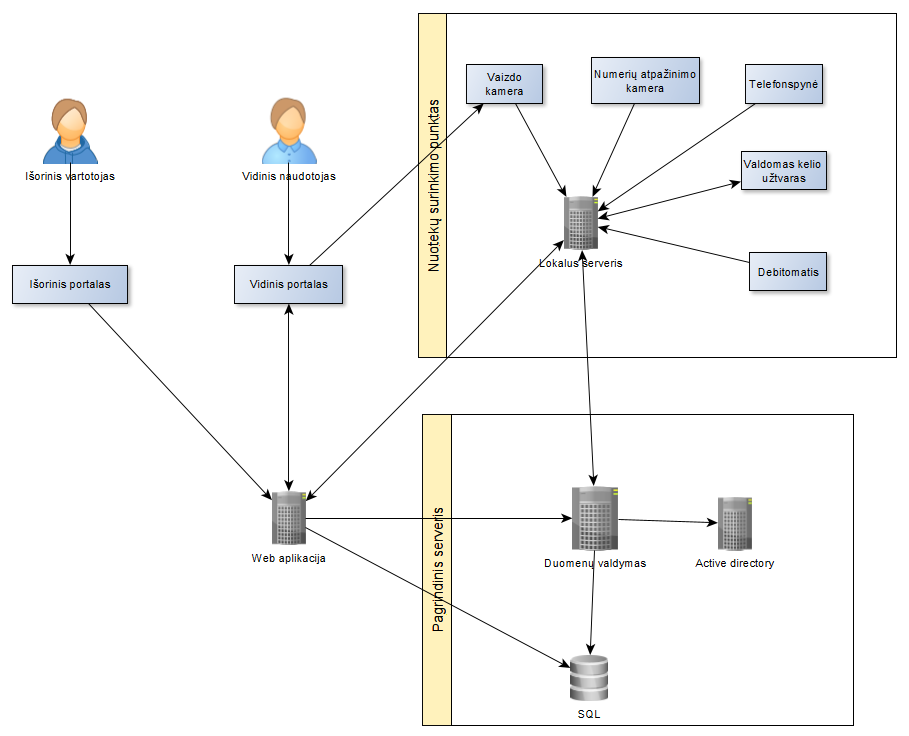 Vaizdo
kamera
Numerių atpažinimo
kamera
Telefonspynė
Išorinis vartotojas
Vidinis naudotojas
Nuotekų surinkimo punktas
Valdomas kelio
užtvaras
Lokalus serveris
Debitomatis
Išorinis portalas
Vidinis portalas
Web aplikacija
Pagrindinis serveris
Duomenų valdymas
Active directory
SQL